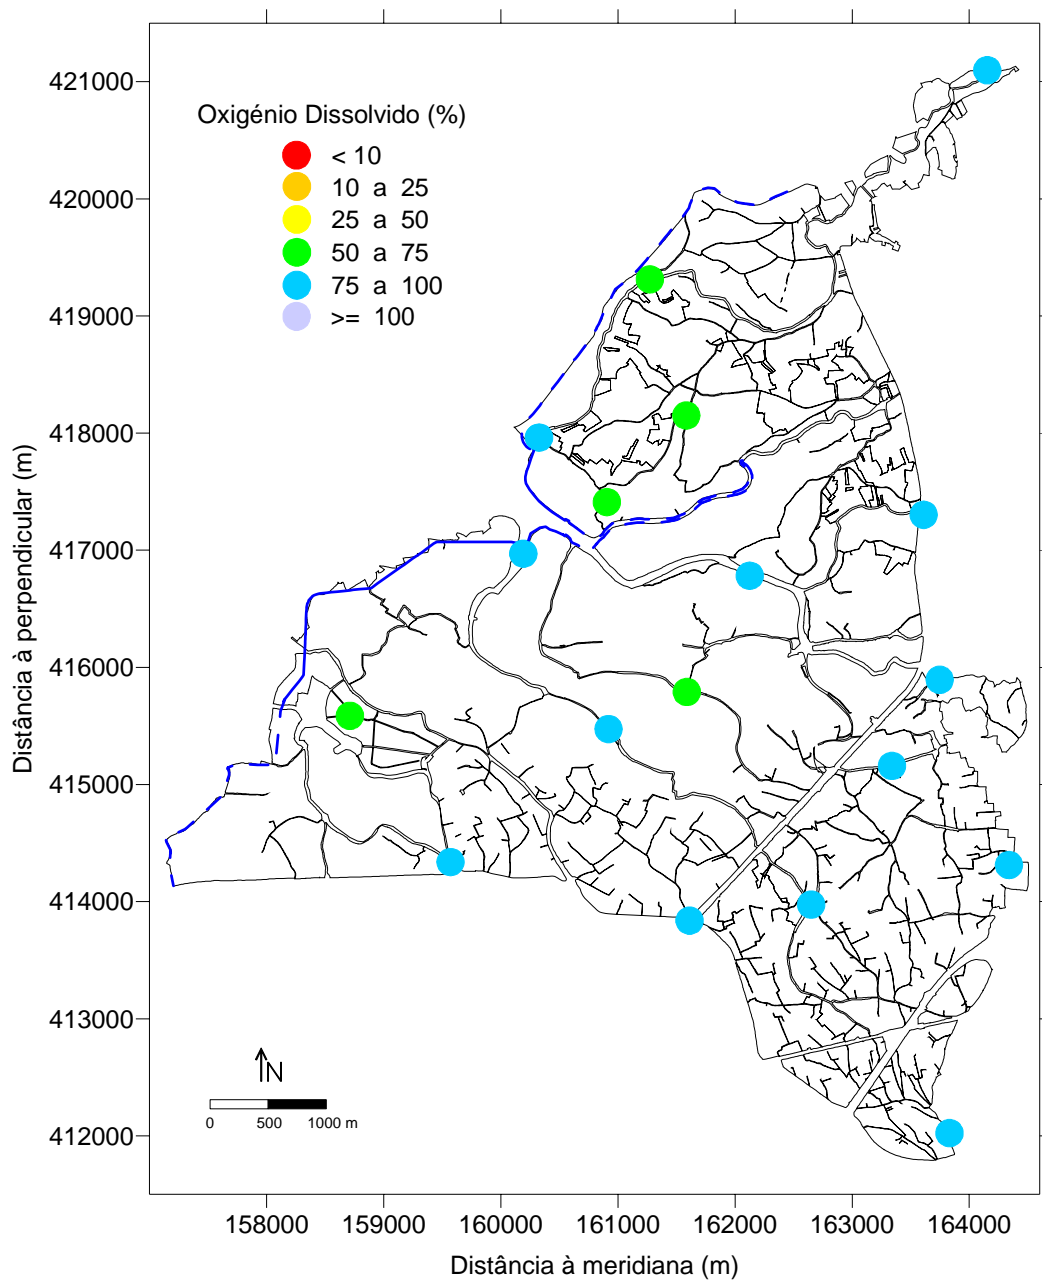 421000
420000
419000
418000
417000
416000
415000
414000
413000
412000
Distância à perpendicular (m)
Oxigénio Dissolvido (%)
< 10
10 a 25
25 a 50
50 a 75
75 a 100
>= 100
N
0 500 1000 m
158000 159000 160000 161000 162000 163000 164000
Distância à meridiana (m)